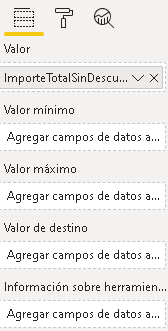 Valor
ImporteTotalSinDescu...
Valor mínimo
Agregar campos de datos a...
Valor máximo
Agregar campos de datos a...
Valor de destino
Agregar campos de datos a...
Información sobre herramien...
Agregar campos de datos a...